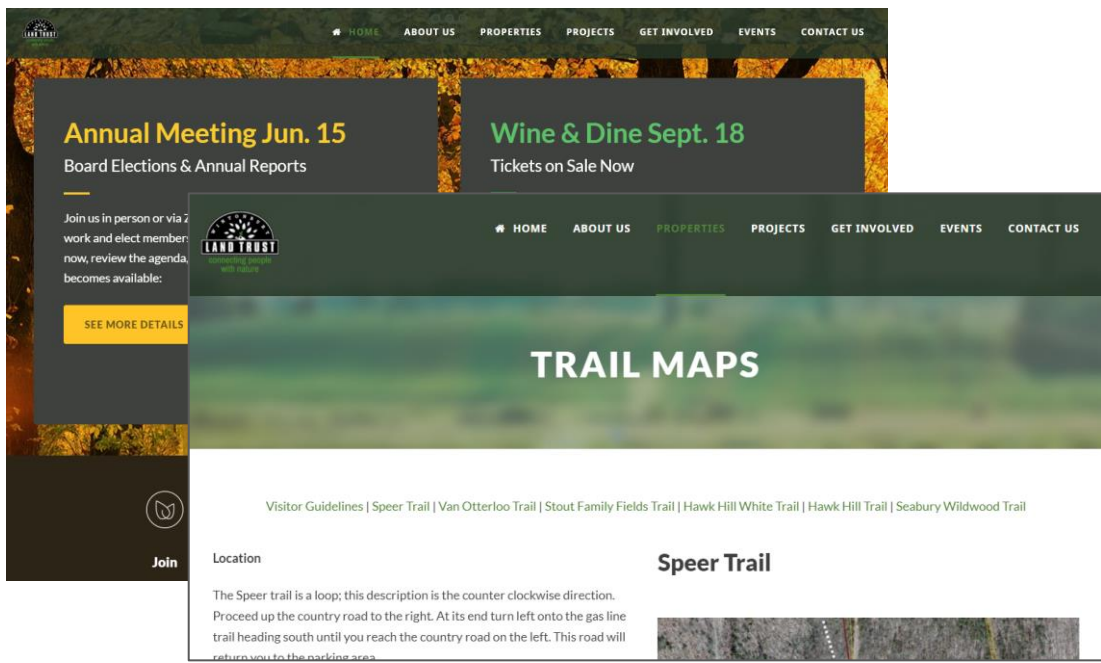 LAND TRUST
HOME ABOUT US PROPERTIES PROJECTS GET INVOLVED EVENTS CONTACT US
Annual Meeting Jun. 15
Board Elections & Annual Reports
Join us in person or via Z
work and elect member
now, review the agenda,
becomes available:
SEE MORE DETAILS
Wine & Dine Sept. 18
Tickets on Sale Now
Join
WINTONBURY
LAND TRUST
connecting people
with nature
HOME ABOUT US PROPERTIES PROJECTS GET INVOLVED EVENTS CONTACT US
TRAIL MAPS
Visitor Guidelines | Speer Trail | Van Otterloo Trail | Stout Family Fields Trail | Hawk Hill White Trail | Hawk Hill Trail | Seabury Wildwood Trail
Location
The Speer trail is a loop; this description is the counter clockwise direction.
Proceed up the country road to the right. At its end turn left onto the gas line
trail heading south until you reach the country road on the left. This road will
return you to the parking area.
Speer Trail